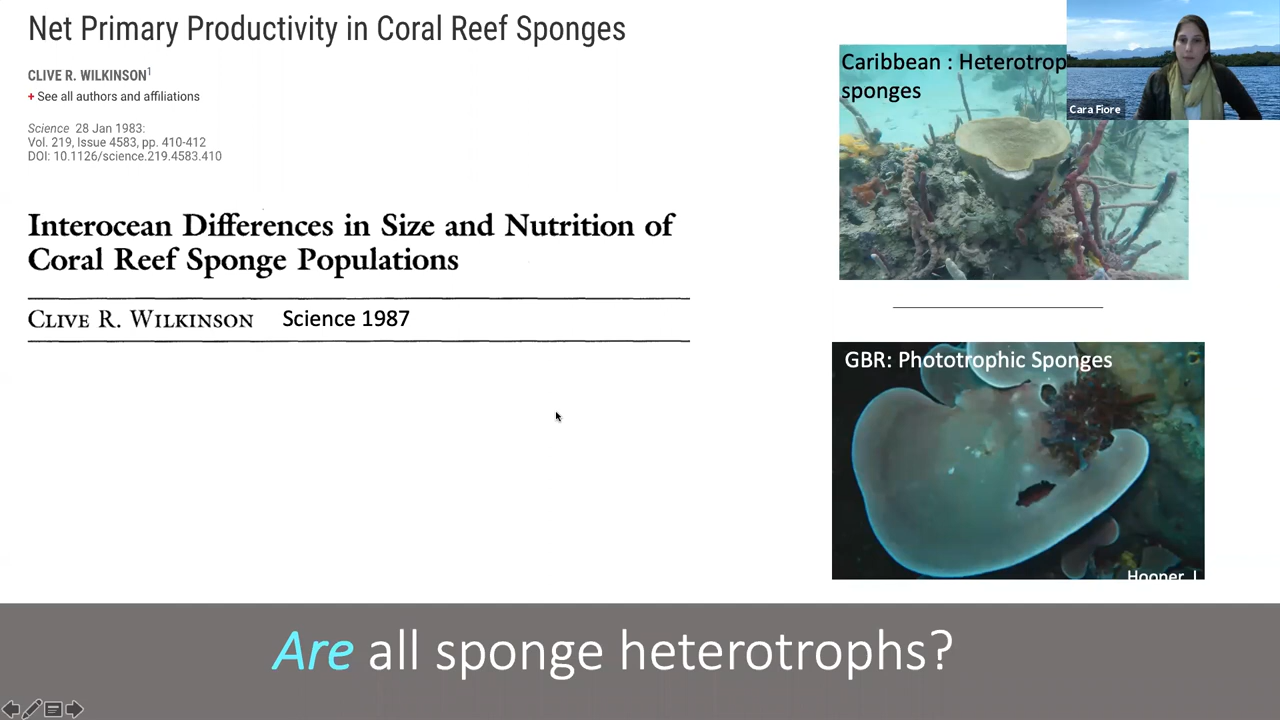 Net Primary Productivity in Coral Reef Sponges
CLIVE R. WILKINSON¹
+ See all authors and affiliations
Science 28 Jan 1983:
Vol. 219, Issue 4583, pp. 410-412
DOI: 10.1126/science.219.4583.410
Interocean Differences in Size and Nutrition of
Coral Reef Sponge Populations
CLIVE R. WILKINSON Science 1987
Caribbean : Heterotrop
sponges
Cara Fiore
GBR: Phototrophic Sponges
Hooper, J
Are all sponge heterotrophs?